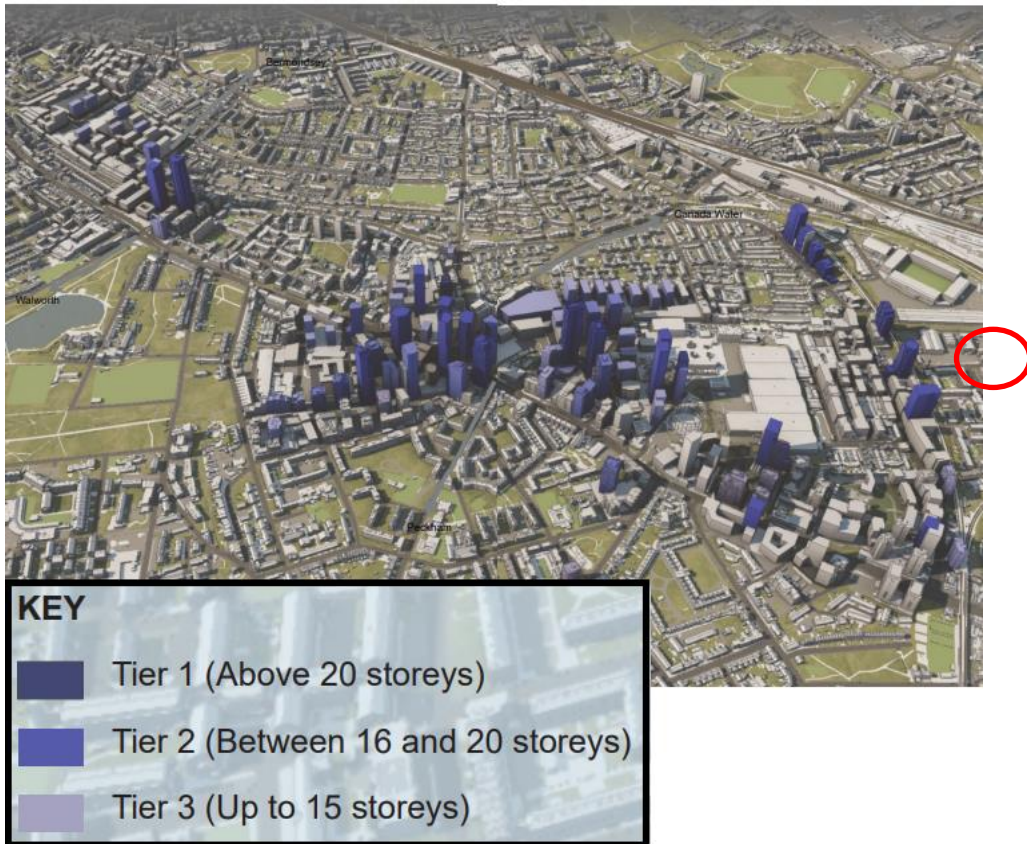 Bermondsey
Canada Water
Walworth
Peckham
KEY
Tier 1 (Above 20 storeys)
Tier 2 (Between 16 and 20 storeys)
Tier 3 (Up to 15 storeys)